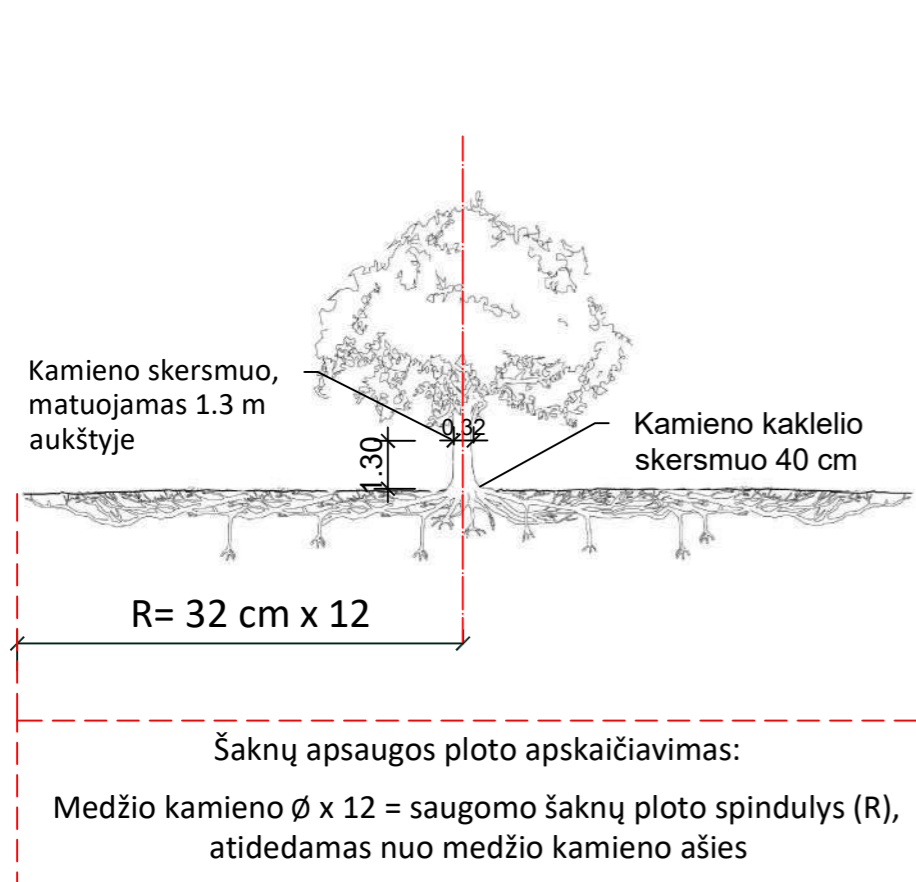 Kamieno skersmuo,
matuojamas 1.3 m
aukštyje
0,32
1.30
Kamieno kaklelio
skersmuo 40 cm
R= 32 cm x 12
Šaknų apsaugos ploto apskaičiavimas:
Medžio kamieno Ø x 12 = saugomo šaknų ploto spindulys (R),
atidedamas nuo medžio kamieno ašies